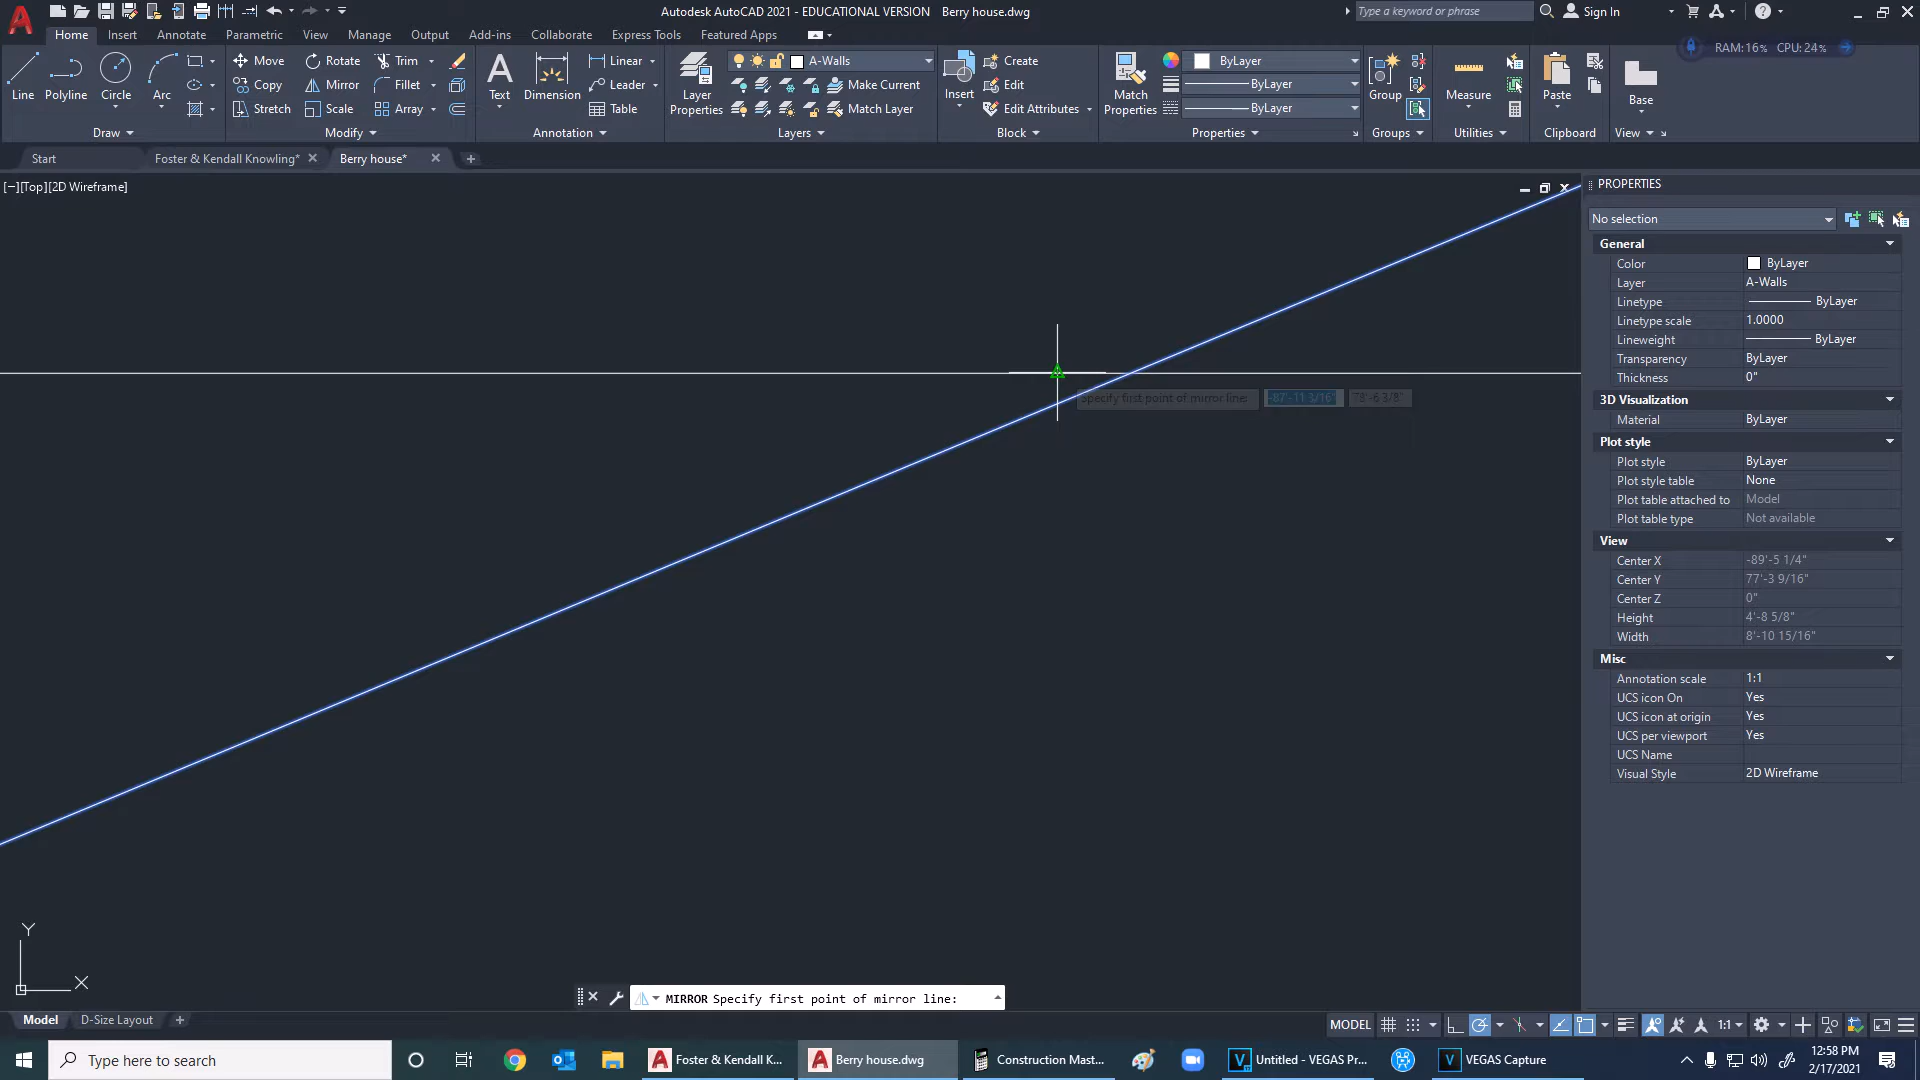 Autodesk AutoCAD 2021 - EDUCATIONAL VERSION Berry house.dwg
Type a keyword or phrase
Sign In
Home Insert Annotate Parametric View Manage Output Add-ins Collaborate Express Tools Featured Apps
RAM:16% CPU:24%
Line Polyline Circle Arc
Move Rotate Trim
Copy Mirror Fillet
Stretch Scale Array
Text Dimension
Linear
Leader
Table
Layer Properties
A-Walls
Make Current
Match Layer
Insert
Create
Edit
Edit Attributes
Match Properties
ByLayer
ByLayer
ByLayer
Group
Measure
Paste
Base
Draw Modify Annotation Layers Block Properties Groups Utilities Clipboard View
Start Foster & Kendall Knowling* Berry house*
[−][Top][2D Wireframe]
Specify first point of mirror line: -87'-11 3/16" 78'-6 3/8"
PROPERTIES
No selection
General
Color ByLayer
Layer A-Walls
Linetype ByLayer
Linetype scale 1.0000
Lineweight ByLayer
Transparency ByLayer
Thickness 0"
3D Visualization
Material ByLayer
Plot style
Plot style ByLayer
Plot style table None
Plot table attached to Model
Plot table type Not available
View
Center X -89'-5 1/4"
Center Y 77'-3 9/16"
Center Z 0"
Height 4'-8 5/8"
Width 8'-10 15/16"
Misc
Annotation scale 1:1
UCS icon On Yes
UCS icon at origin Yes
UCS per viewport Yes
UCS Name
Visual Style 2D Wireframe
Y
X
MIRROR Specify first point of mirror line:
Model D-Size Layout
MODEL 1:1
Type here to search
Foster & Kendall K...
Berry house.dwg
Construction Mast...
Untitled - VEGAS Pr...
VEGAS Capture
12:58 PM
2/17/2021